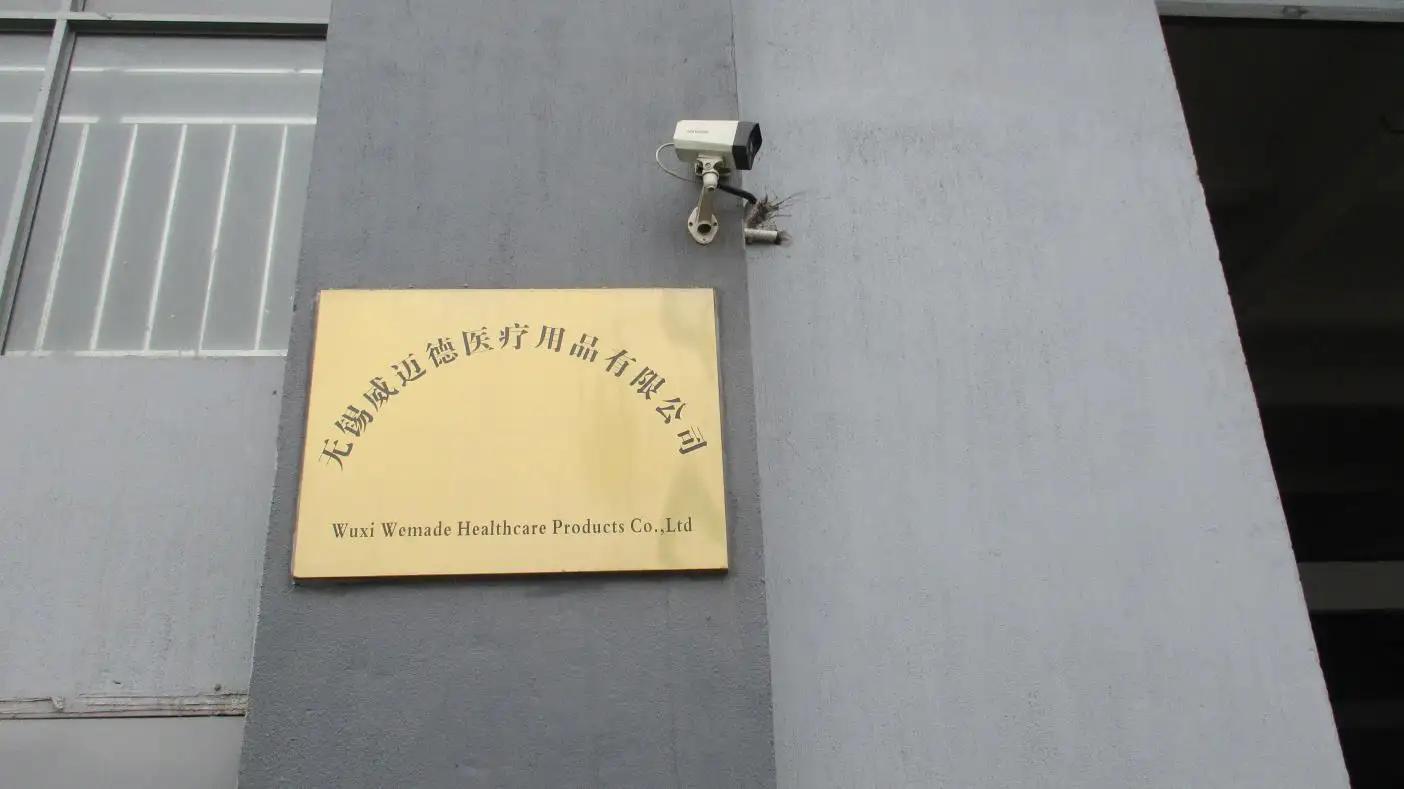 无锡威迈德医疗用品有限公司
Wuxi Wemade Healthcare Products Co.,Ltd